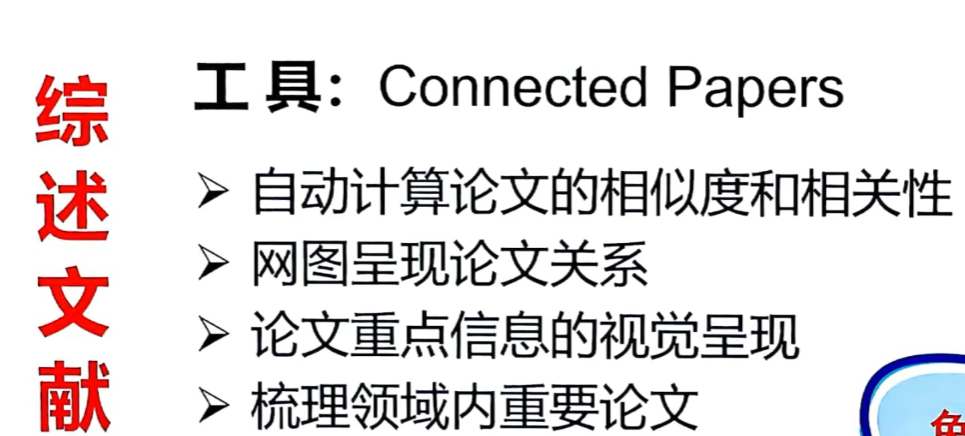 综述文献
工具：Connected Papers
➢ 自动计算论文的相似度和相关性
➢ 网图呈现论文关系
➢ 论文重点信息的视觉呈现
➢ 梳理领域内重要论文